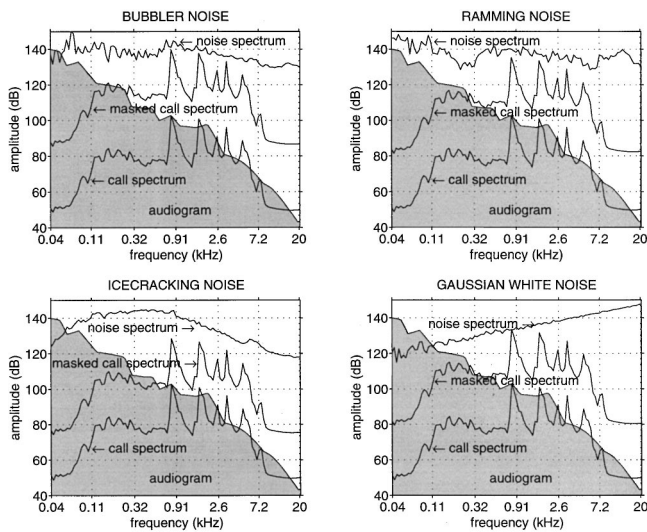 BUBBLER NOISE
140
120
100
80
60
40
amplitude (dB)
noise spectrum
masked call spectrum
call spectrum
audiogram
0.04 0.11 0.32 0.91 2.6 7.2 20
frequency (kHz)
RAMMING NOISE
140
120
100
80
60
40
amplitude (dB)
noise spectrum
masked call spectrum
call spectrum
audiogram
0.04 0.11 0.32 0.91 2.6 7.2 20
frequency (kHz)
ICECRACKING NOISE
140
120
100
80
60
40
amplitude (dB)
noise spectrum
masked call spectrum
call spectrum
audiogram
0.04 0.11 0.32 0.91 2.6 7.2 20
frequency (kHz)
GAUSSIAN WHITE NOISE
140
120
100
80
60
40
amplitude (dB)
noise spectrum
masked call spectrum
call spectrum
audiogram
0.04 0.11 0.32 0.91 2.6 7.2 20
frequency (kHz)